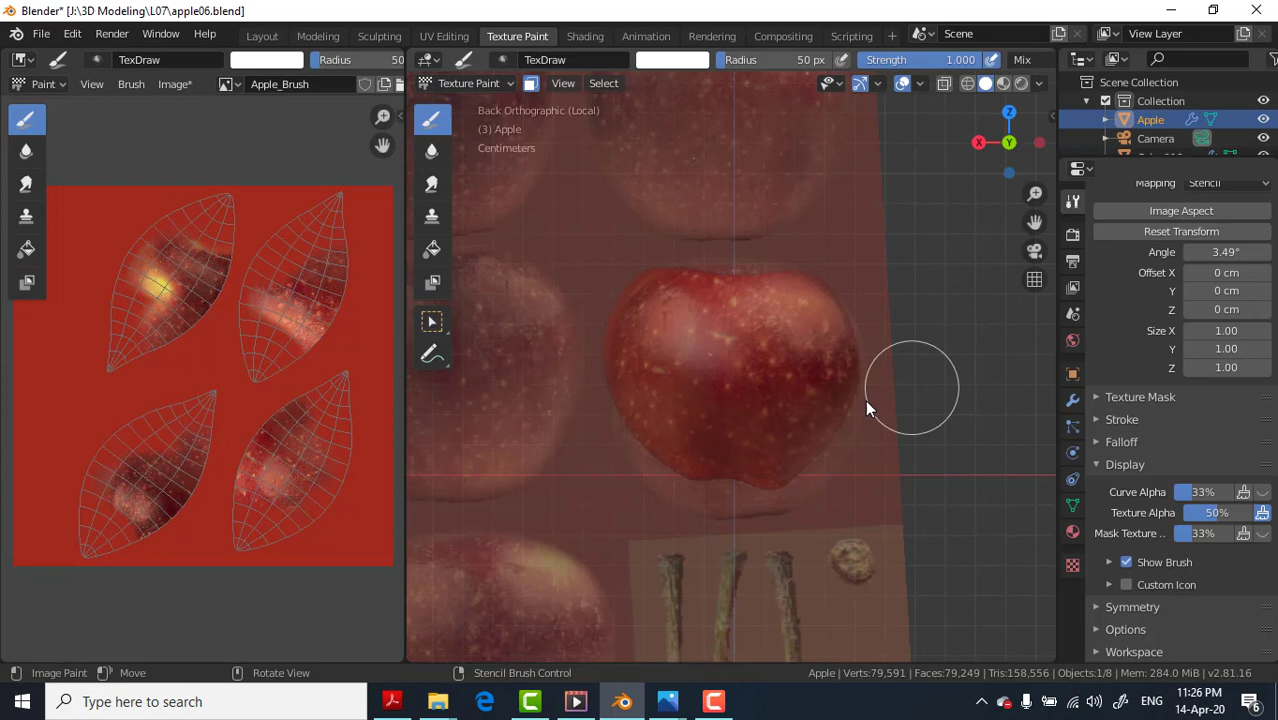 Blender* [J:\3D Modeling\L07\apple06.blend]
File Edit Render Window Help Layout Modeling Sculpting UV Editing Texture Paint Shading Animation Rendering Compositing Scripting Scene View Layer
TexDraw Radius 50 TexDraw Radius 50 px Strength 1.000 Mix
Paint View Brush Image* Apple_Brush Texture Paint View Select
Scene Collection
Collection
Apple
Camera
Back Orthographic (Local)
(3) Apple
Centimeters
Z
X
Y
Mapping Stencil
Image Aspect
Reset Transform
Angle 3.49°
Offset X 0 cm
Y 0 cm
Z 0 cm
Size X 1.00
Y 1.00
Z 1.00
Texture Mask
Stroke
Falloff
Display
Curve Alpha 33%
Texture Alpha 50%
Mask Texture .. 33%
Show Brush
Custom Icon
Symmetry
Options
Workspace
Image Paint Move Rotate View Stencil Brush Control Apple | Verts:79,591 | Faces:79,249 | Tris:158,556 | Objects:1/8 | Mem: 284.0 MiB | v2.81.16
Type here to search ENG 11:26 PM 14-Apr-20 6